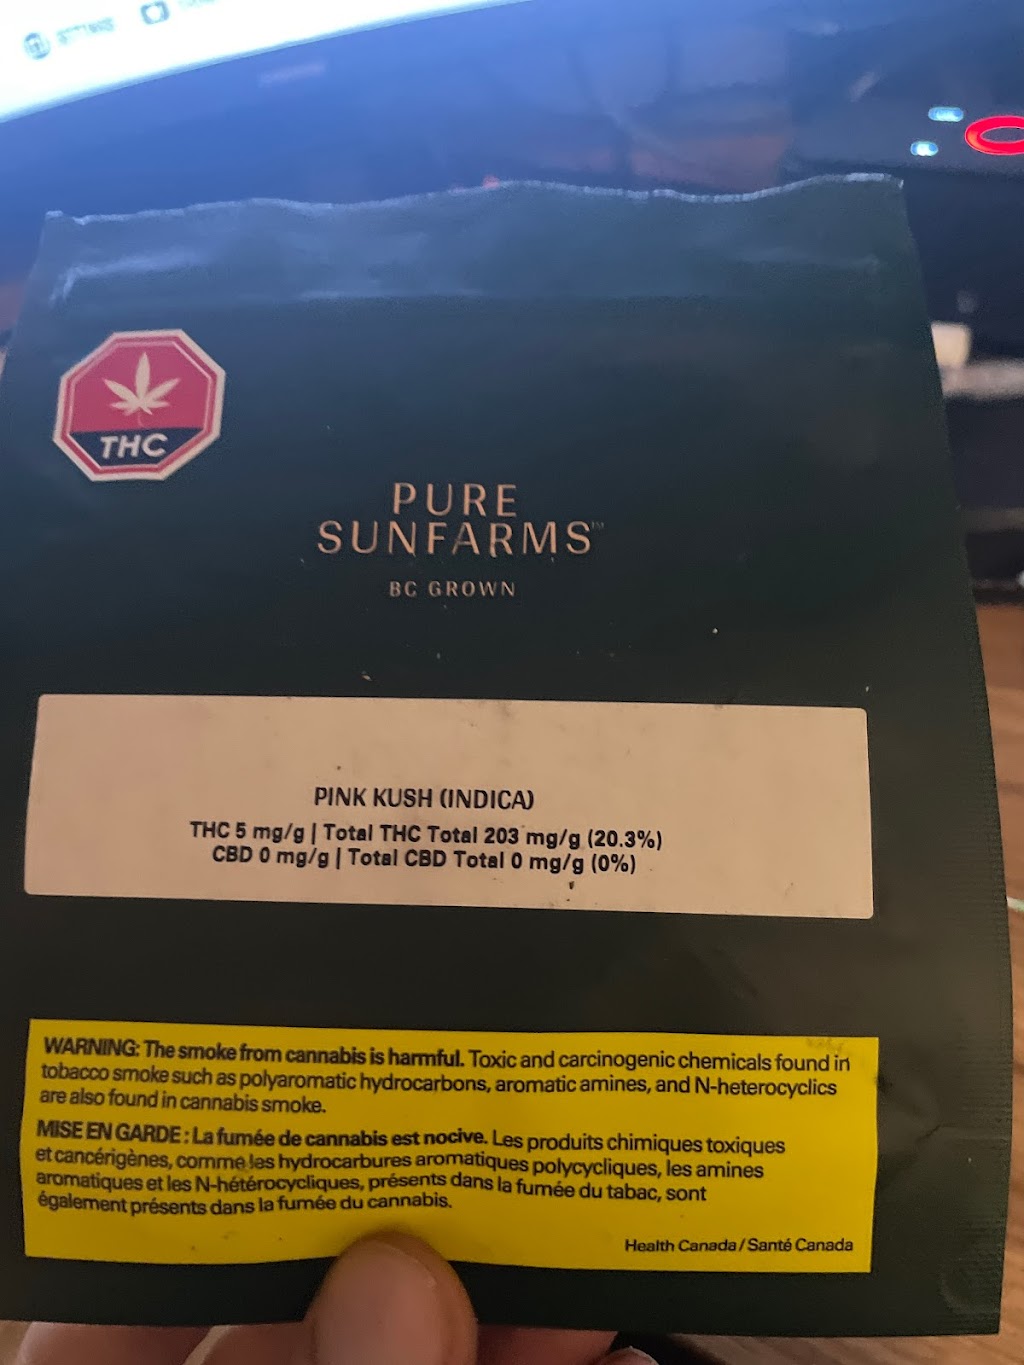 THC
PURE
SUNFARMS™
BC GROWN
PINK KUSH (INDICA)
THC 5 mg/g | Total THC Total 203 mg/g (20.3%)
CBD 0 mg/g | Total CBD Total 0 mg/g (0%)
WARNING: The smoke from cannabis is harmful. Toxic and carcinogenic chemicals found in
tobacco smoke such as polyaromatic hydrocarbons, aromatic amines, and N-heterocyclics
are also found in cannabis smoke.
MISE EN GARDE : La fumée de cannabis est nocive. Les produits chimiques toxiques
et cancérigènes, comme les hydrocarbures aromatiques polycycliques, les amines
aromatiques et les N-hétérocycliques, présents dans la fumée du tabac, sont
également présents dans la fumée du cannabis.
Health Canada / Santé Canada